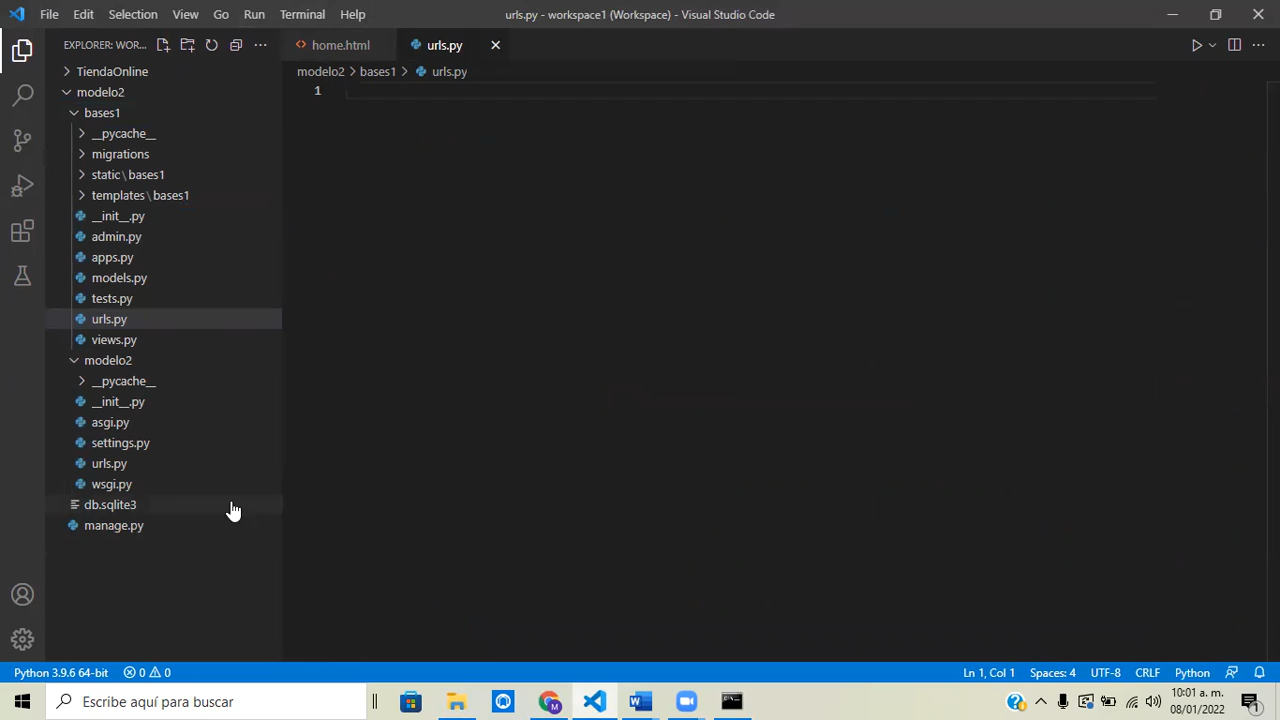 File Edit Selection View Go Run Terminal Help
urls.py - workspace1 (Workspace) - Visual Studio Code
EXPLORER: WOR...
home.html
urls.py
TiendaOnline
modelo2 > bases1 > urls.py
modelo2
1
bases1
__pycache__
migrations
static\bases1
templates\bases1
__init__.py
admin.py
apps.py
models.py
tests.py
urls.py
views.py
modelo2
__pycache__
__init__.py
asgi.py
settings.py
urls.py
wsgi.py
db.sqlite3
manage.py
Python 3.9.6 64-bit 0 0 Ln 1, Col 1 Spaces: 4 UTF-8 CRLF Python
Escribe aquí para buscar
10:01 a. m.
08/01/2022